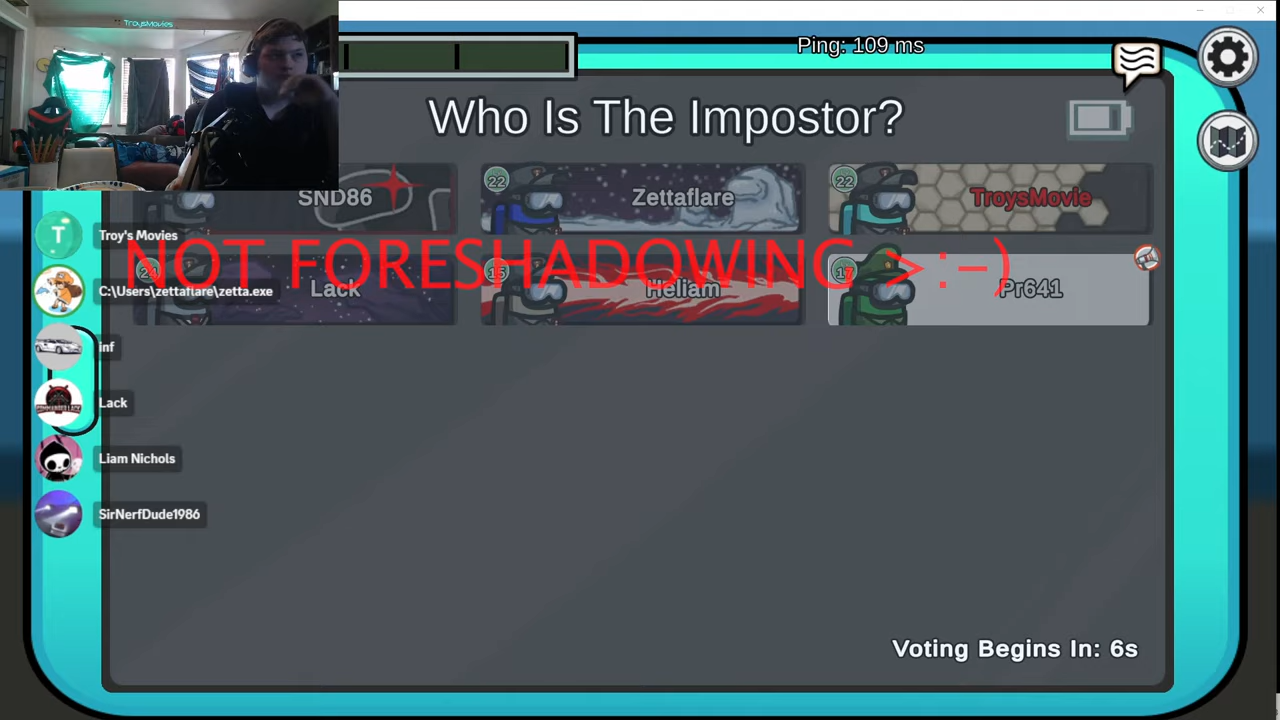 TroysMovies
Ping: 109 ms
Who Is The Impostor?
SND86
22
Zettaflare
22
TroysMovie
Troy's Movies
NOT FORESHADOWING >:-)
Lack
15
Heliam
17
Pr641
C:\Users\zettaflare\zetta.exe
inf
Lack
Liam Nichols
SirNerfDude1986
Voting Begins In: 6s